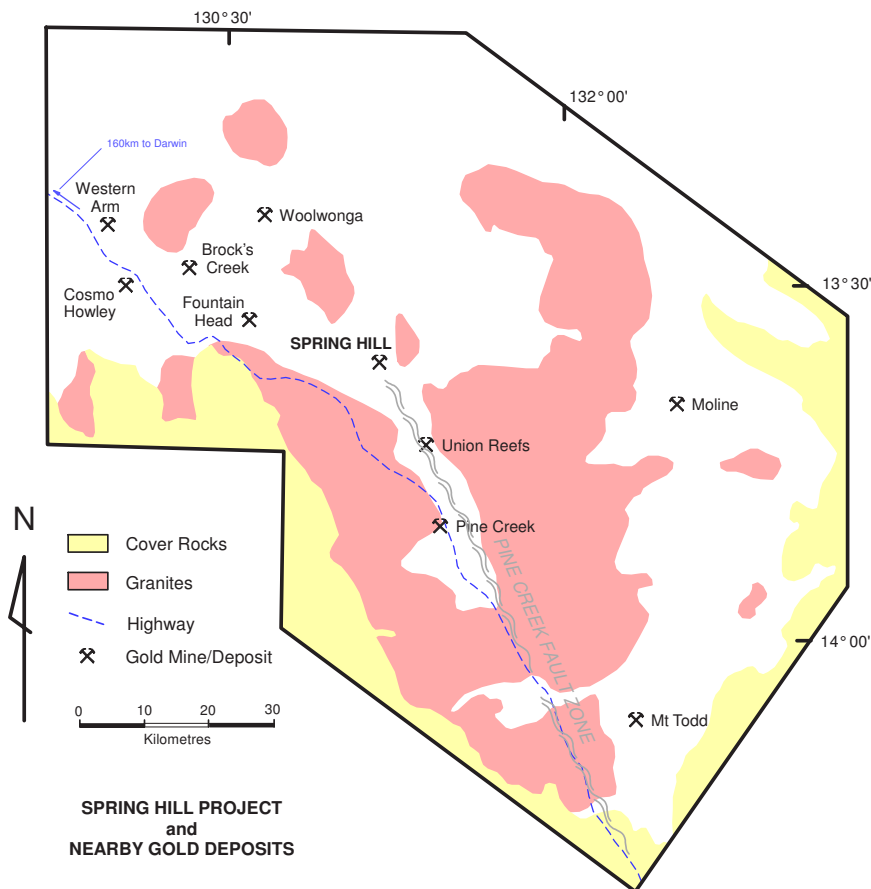 130° 30'
132° 00'
160km to Darwin
Western
Arm
Woolwonga
Brock's
Creek
13° 30'
Cosmo
Howley
Fountain
Head
SPRING HILL
Moline
Union Reefs
N
Pine Creek
Cover Rocks
Granites
PINE CREEK FAULT ZONE
Highway
14° 00'
Gold Mine/Deposit
0 10 20 30
Kilometres
Mt Todd
SPRING HILL PROJECT
and
NEARBY GOLD DEPOSITS